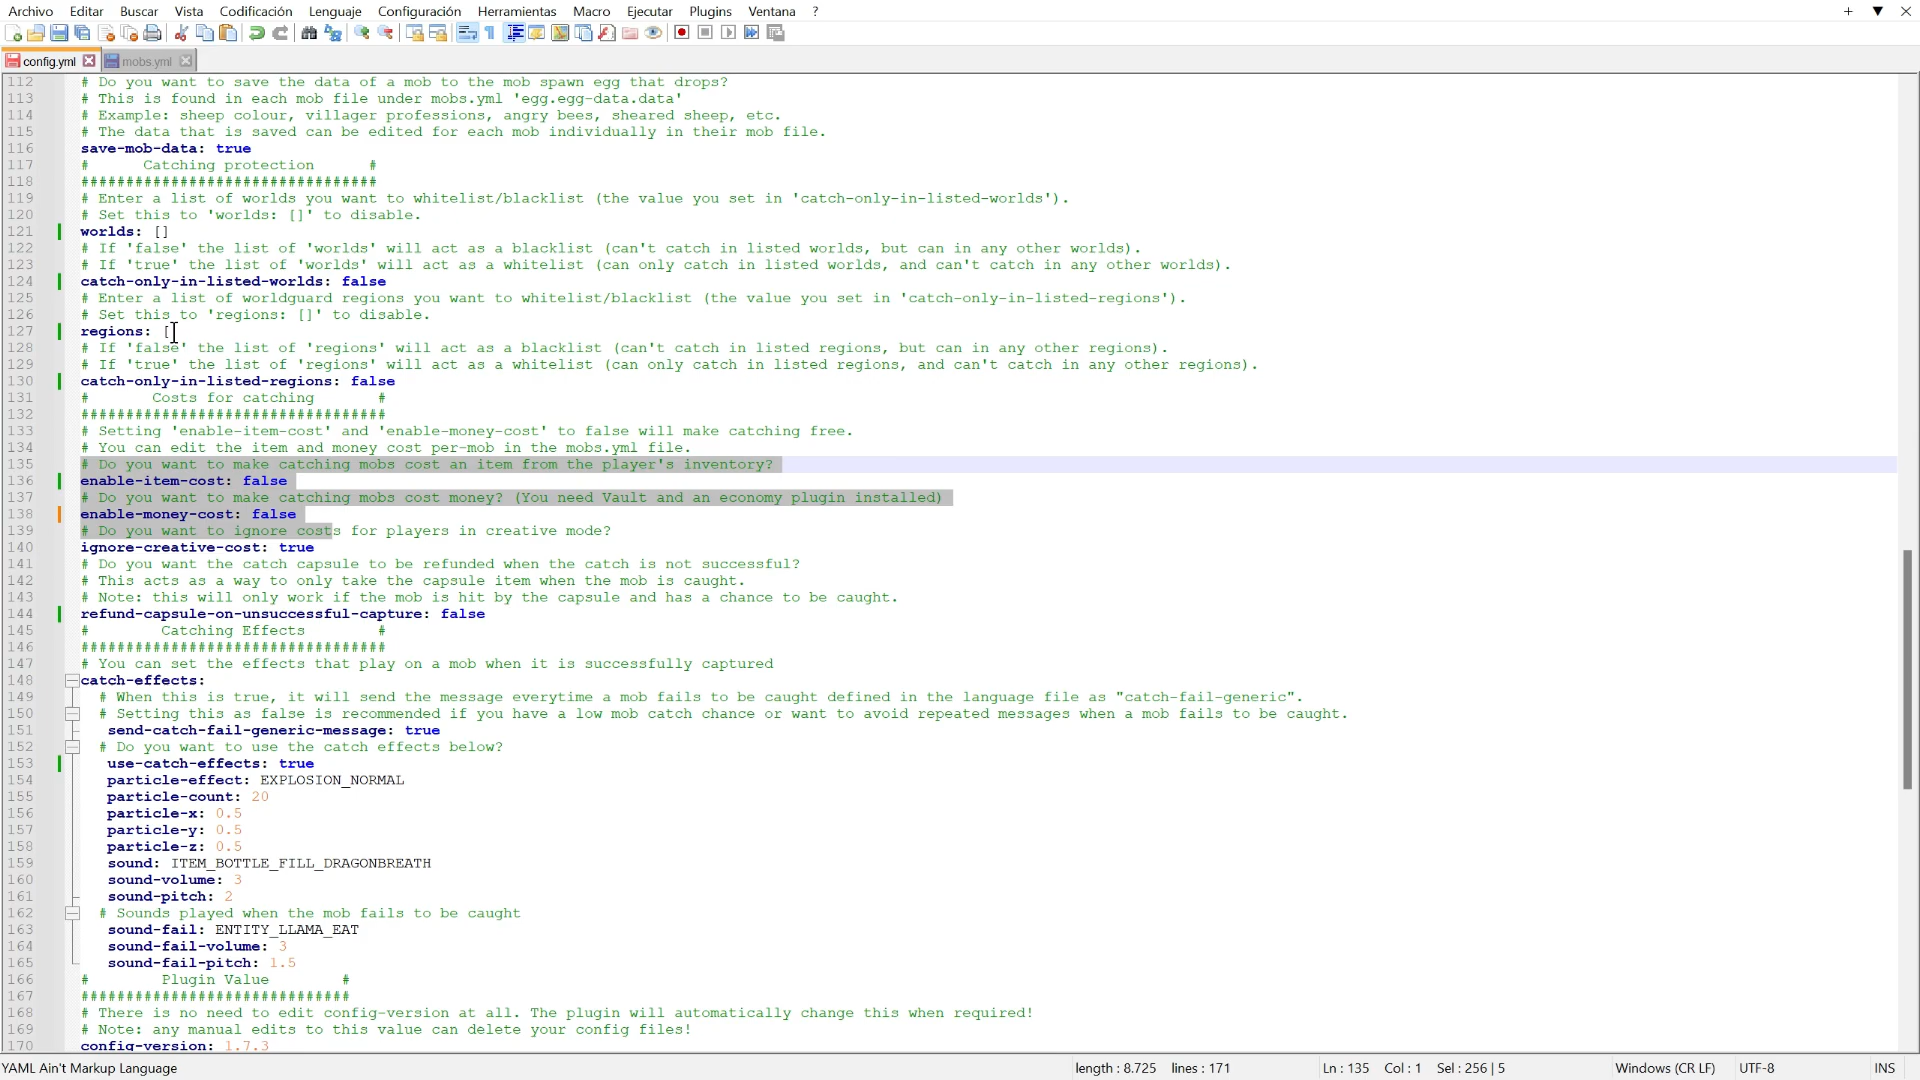 Archivo Editar Buscar Vista Codificación Lenguaje Configuración Herramientas Macro Ejecutar Plugins Ventana ?
config.yml mobs.yml
112 # Do you want to save the data of a mob to the mob spawn egg that drops?
113 # This is found in each mob file under mobs.yml 'egg.egg-data.data'
114 # Example: sheep colour, villager professions, angry bees, sheared sheep, etc.
115 # The data that is saved can be edited for each mob individually in their mob file.
116 save-mob-data: true
117 # Catching protection #
118 #################################
119 # Enter a list of worlds you want to whitelist/blacklist (the value you set in 'catch-only-in-listed-worlds').
120 # Set this to 'worlds: []' to disable.
121 worlds: []
122 # If 'false' the list of 'worlds' will act as a blacklist (can't catch in listed worlds, but can in any other worlds).
123 # If 'true' the list of 'worlds' will act as a whitelist (can only catch in listed worlds, and can't catch in any other worlds).
124 catch-only-in-listed-worlds: false
125 # Enter a list of worldguard regions you want to whitelist/blacklist (the value you set in 'catch-only-in-listed-regions').
126 # Set this to 'regions: []' to disable.
127 regions: []
128 # If 'false' the list of 'regions' will act as a blacklist (can't catch in listed regions, but can in any other regions).
129 # If 'true' the list of 'regions' will act as a whitelist (can only catch in listed regions, and can't catch in any other regions).
130 catch-only-in-listed-regions: false
131 # Costs for catching #
132 ##################################
133 # Setting 'enable-item-cost' and 'enable-money-cost' to false will make catching free.
134 # You can edit the item and money cost per-mob in the mobs.yml file.
135 # Do you want to make catching mobs cost an item from the player's inventory?
136 enable-item-cost: false
137 # Do you want to make catching mobs cost money? (You need Vault and an economy plugin installed)
138 enable-money-cost: false
139 # Do you want to ignore costs for players in creative mode?
140 ignore-creative-cost: true
141 # Do you want the catch capsule to be refunded when the catch is not successful?
142 # This acts as a way to only take the capsule item when the mob is caught.
143 # Note: this will only work if the mob is hit by the capsule and has a chance to be caught.
144 refund-capsule-on-unsuccessful-capture: false
145 # Catching Effects #
146 ##################################
147 # You can set the effects that play on a mob when it is successfully captured
148 catch-effects:
149 # When this is true, it will send the message everytime a mob fails to be caught defined in the language file as "catch-fail-generic".
150 # Setting this as false is recommended if you have a low mob catch chance or want to avoid repeated messages when a mob fails to be caught.
151 send-catch-fail-generic-message: true
152 # Do you want to use the catch effects below?
153 use-catch-effects: true
154 particle-effect: EXPLOSION_NORMAL
155 particle-count: 20
156 particle-x: 0.5
157 particle-y: 0.5
158 particle-z: 0.5
159 sound: ITEM_BOTTLE_FILL_DRAGONBREATH
160 sound-volume: 3
161 sound-pitch: 2
162 # Sounds played when the mob fails to be caught
163 sound-fail: ENTITY_LLAMA_EAT
164 sound-fail-volume: 3
165 sound-fail-pitch: 1.5
166 # Plugin Value #
167 ##############################
168 # There is no need to edit config-version at all. The plugin will automatically change this when required!
169 # Note: any manual edits to this value can delete your config files!
170 config-version: 1.7.3
YAML Ain't Markup Language length : 8.725 lines : 171 Ln : 135 Col : 1 Sel : 256 | 5 Windows (CR LF) UTF-8 INS